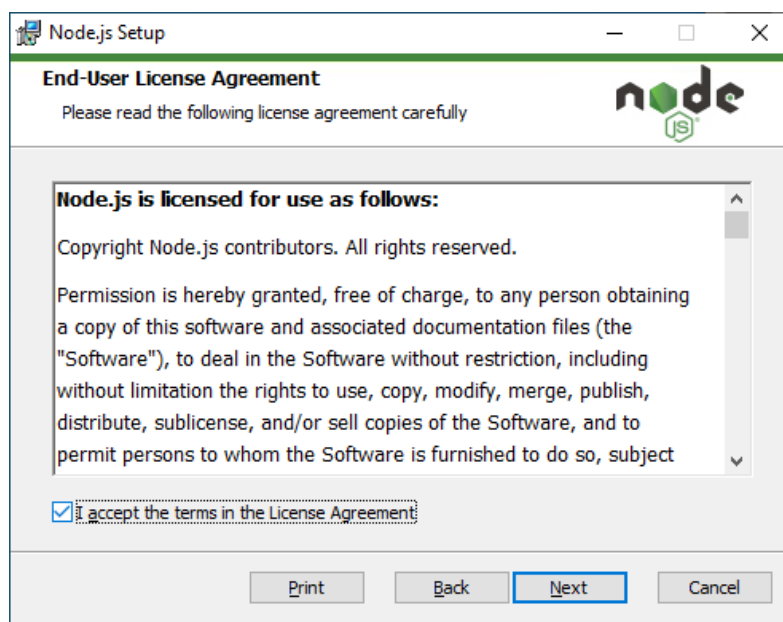 Node.js Setup
End-User License Agreement
Please read the following license agreement carefully
node
JS
Node.js is licensed for use as follows:
Copyright Node.js contributors. All rights reserved.
Permission is hereby granted, free of charge, to any person obtaining
a copy of this software and associated documentation files (the
"Software"), to deal in the Software without restriction, including
without limitation the rights to use, copy, modify, merge, publish,
distribute, sublicense, and/or sell copies of the Software, and to
permit persons to whom the Software is furnished to do so, subject
I accept the terms in the License Agreement
Print Back Next Cancel